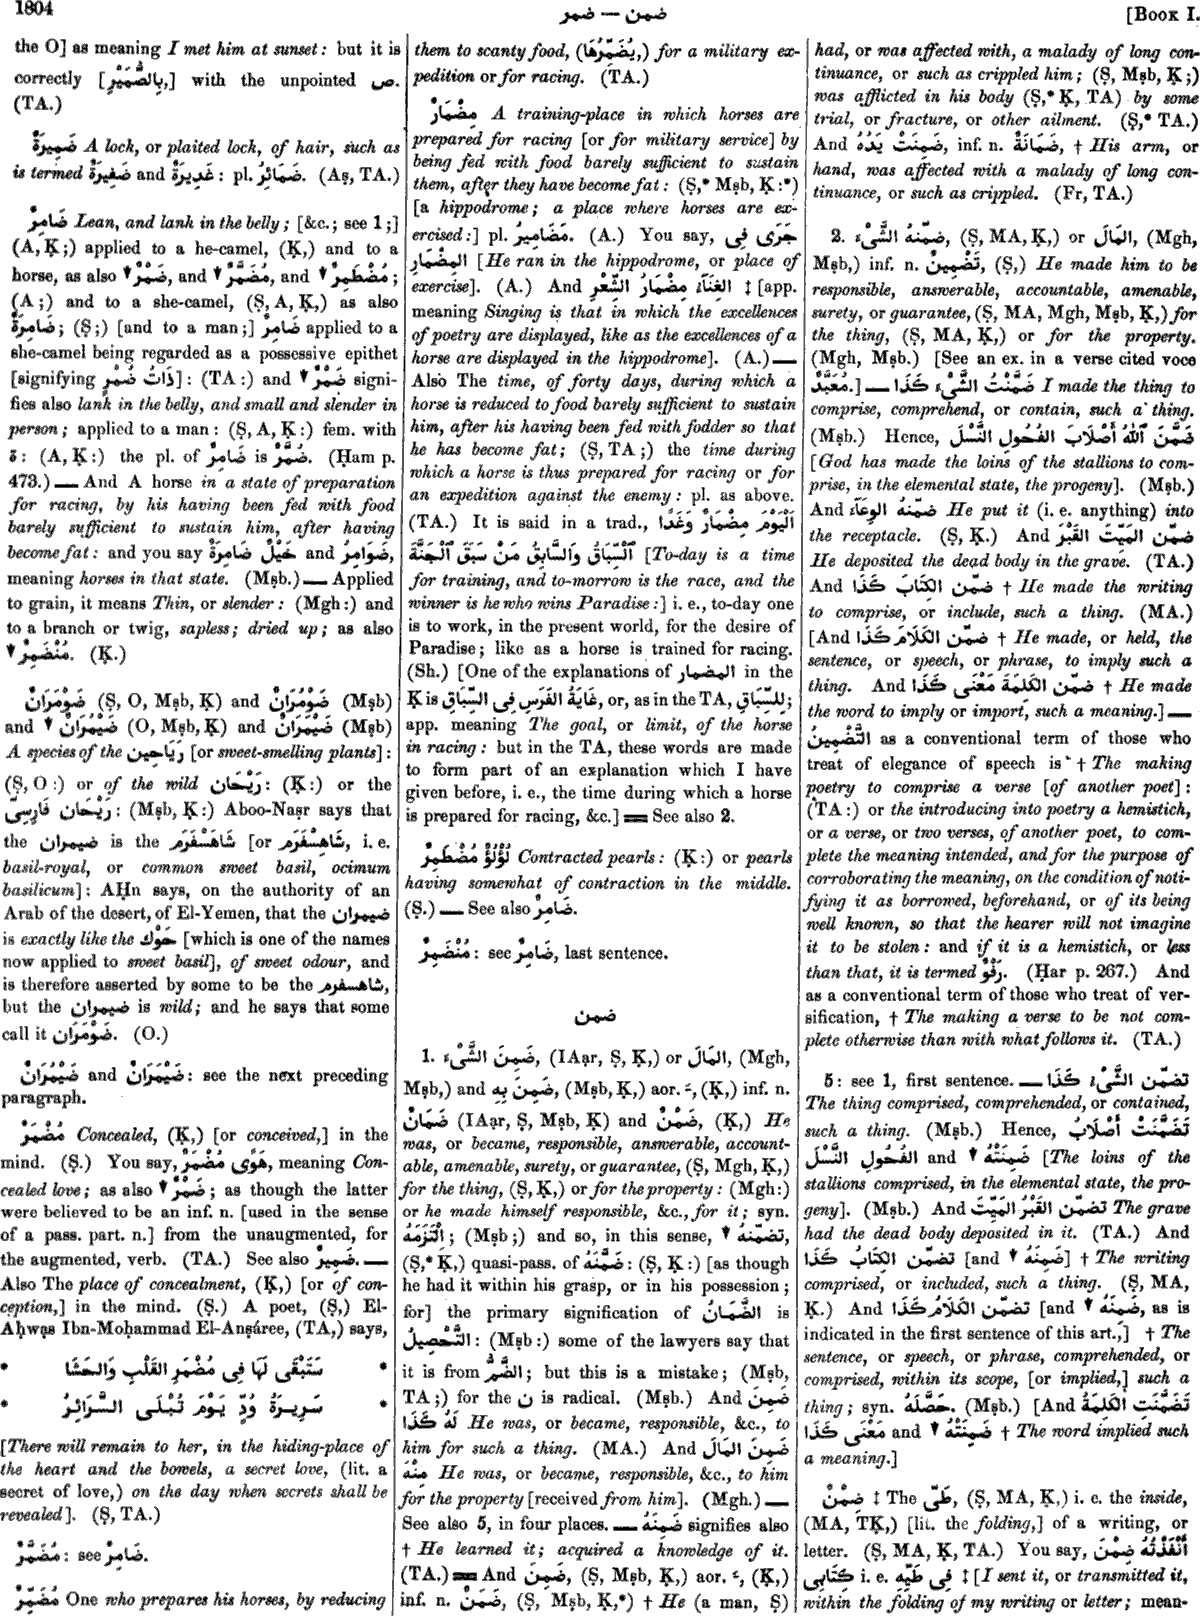 1804
ضمن — ضمر
[BOOK I.
the O] as meaning I met him at sunset: but it is
correctly [بِالصُّمَيْرِ,] with the unpointed ص.
(TA.)
ضَمِيرَةٌ A lock, or plaited lock, of hair, such as
is termed ضَفِيرَةٌ and غَدِيرَةٌ: pl. ضَمَائِرُ. (Aṣ, TA.)
ضَامِرٌ Lean, and lank in the belly; [&c.; see 1;]
(A, Ḳ;) applied to a he-camel, (Ḳ,) and to a
horse, as also ▾ ضَمْرٌ, and مُضَمَّرٌ, and ▾ مُضْطَمِرٌ;
(A;) and to a she-camel, (Ṣ, A, Ḳ,) as also
ضَامِرَةٌ; (Ṣ;) [and to a man;] ضَامِرٌ applied to a
she-camel being regarded as a possessive epithet
[signifying ذَاتُ ضُمْرٍ]: (TA:) and ▾ ضَمْرٌ signi-
fies also lank in the belly, and small and slender in
person; applied to a man: (Ṣ, A, Ḳ:) fem. with
ة: (A, Ḳ:) the pl. of ضَامِرٌ is ضُمَّرٌ. (Ḥam p.
473.) — And A horse in a state of preparation
for racing, by his having been fed with food
barely sufficient to sustain him, after having
become fat: and you say خَيْلٌ ضَامِرَةٌ and ضَوَامِرُ,
meaning horses in that state. (Mṣb.) — Applied
to grain, it means Thin, or slender: (Mgh:) and
to a branch or twig, sapless; dried up; as also
▾ مُنْضَمِرٌ. (Ḳ.)
ضَوْمَرَانٌ (Ṣ, O, Mṣb, Ḳ) and ضَوْمُرَانٌ (Mṣb)
and ▾ ضَيْمَرَانٌ (O, Mṣb, Ḳ) and ضَيْمُرَانٌ (Mṣb)
A species of the رَيَاحِين [or sweet-smelling plants]:
(Ṣ, O:) or of the wild رَيْحَان: (Ḳ:) or the
رَيْحَان فَارِسِىّ: (Mṣb, Ḳ:) Aboo-Naṣr says that
the ضيمران is the شَاهِسْفَرَم [or شَاهِسْفَرَم, i. e.
basil-royal, or common sweet basil, ocimum
basilicum]: AḤn says, on the authority of an
Arab of the desert, of El-Yemen, that the ضيمران
is exactly like the حَوْك [which is one of the names
now applied to sweet basil], of sweet odour, and
is therefore asserted by some to be the شاهسفرم,
but the ضيمران is wild; and he says that some
call it ضَوْمَرَان. (O.)
ضَيْمَرَانٌ and ضَيْمُرَانٌ: see the next preceding
paragraph.
مُضْمَرٌ Concealed, (Ḳ,) [or conceived,] in the
mind. (Ṣ.) You say, هَوًى مُضْمَرٌ, meaning Con-
cealed love; as also ▾ ضَمْرٌ; as though the latter
were believed to be an inf. n. [used in the sense
of a pass. part. n.] from the unaugmented, for
the augmented, verb. (TA.) See also ضَمِيرٌ. —
Also The place of concealment, (Ḳ,) [or of con-
ception,] in the mind. (Ṣ.) A poet, (Ṣ,) El-
Aḥwaṣ Ibn-Moḥammad El-Anṣáree, (TA,) says,
* سَتَبْقَى لَهَا فِى مُضْمَرِ القَلْبِ وَالحَشَا *
* سَرِيرَةُ وُدٍّ يَوْمَ تُبْلَى السَّرَائِرُ *
[There will remain to her, in the hiding-place of
the heart and the bowels, a secret love, (lit. a
secret of love,) on the day when secrets shall be
revealed]. (Ṣ, TA.)
مُضَمَّرٌ: see ضَامِرٌ.
مُضَمِّرٌ One who prepares his horses, by reducing
them to scanty food, (يُضَمِّرُهَا,) for a military ex-
pedition or for racing. (TA.)
مِضْمَارٌ A training-place in which horses are
prepared for racing [or for military service] by
being fed with food barely sufficient to sustain
them, after they have become fat: (Ṣ,* Mṣb, Ḳ:*)
[a hippodrome; a place where horses are ex-
ercised:] pl. مَضَامِيرُ. (A.) You say, جَرَى فِى
المِضْمَارِ [He ran in the hippodrome, or place of
exercise]. (A.) And الغِنَآءُ مِضْمَارُ الشِّعْرِ ‡ [app.
meaning Singing is that in which the excellences
of poetry are displayed, like as the excellences of a
horse are displayed in the hippodrome]. (A.) —
Also The time, of forty days, during which a
horse is reduced to food barely sufficient to sustain
him, after his having been fed with fodder so that
he has become fat; (Ṣ, TA;) the time during
which a horse is thus prepared for racing or for
an expedition against the enemy: pl. as above.
(TA.) It is said in a trad., اَلْيَوْمَ مِضْمَارٌ وَغَدًا
اَلسِّبَاقُ وَالسَّابِقُ مَنْ سَبَقَ اَلْجَنَّةَ [To-day is a time
for training, and to-morrow is the race, and the
winner is he who wins Paradise:] i. e., to-day one
is to work, in the present world, for the desire of
Paradise; like as a horse is trained for racing.
(Sh.) [One of the explanations of المضمار in the
Ḳ is غَايَةُ الفَرَسِ فِى السِّبَاقِ, or, as in the TA, لِلسِّبَاقِ;
app. meaning The goal, or limit, of the horse
in racing: but in the TA, these words are made
to form part of an explanation which I have
given before, i. e., the time during which a horse
is prepared for racing, &c.] ═ See also 2.
لُؤْلُؤٌ مُضْطَمِرٌ Contracted pearls: (Ḳ:) or pearls
having somewhat of contraction in the middle.
(Ṣ.) — See also ضَامِرٌ.
مُنْضَمِرٌ: see ضَامِرٌ, last sentence.
ضمن
1. ضَمِنَ الشَّىْءَ, (IAạr, Ṣ, Ḳ,) or المَالَ, (Mgh,
Mṣb,) and ضَمِنَ بِهِ, (Mṣb, Ḳ,) aor. ـَ, (Ḳ,) inf. n.
ضَمَانٌ (IAạr, Ṣ, Mṣb, Ḳ) and ضَمْنٌ, (Ḳ,) He
was, or became, responsible, answerable, account-
able, amenable, surety, or guarantee, (Ṣ, Mgh, Ḳ,)
for the thing, (Ṣ, Ḳ,) or for the property: (Mgh:)
or he made himself responsible, &c., for it; syn.
اِلْتَزَمَهُ; (Mṣb;) and so, in this sense, ▾ تضمّنهُ,
(Ṣ,* Ḳ,) quasi-pass. of ضَمَّنَهُ: (Ṣ, Ḳ:) [as though
he had it within his grasp, or in his possession;
for] the primary signification of الضَّمَانُ is
التَّحْصِيلُ: (Mṣb:) some of the lawyers say that
it is from الضَّمُّ; but this is a mistake; (Mṣb,
TA;) for the ن is radical. (Mṣb.) And ضَمِنَ
لَهُ كَذَا He was, or became, responsible, &c., to
him for such a thing. (MA.) And ضَمِنَ المَالَ
مِنْهُ He was, or became, responsible, &c., to him
for the property [received from him]. (Mgh.) —
See also 5, in four places. — ضَمِنَهُ signifies also
† He learned it; acquired a knowledge of it.
(TA.) ═ And ضَمِنَ, (Ṣ, Mṣb, Ḳ,) aor. ـَ, (Ḳ,)
inf. n. ضَمَنٌ, (Ṣ, Mṣb, Ḳ,*) † He (a man, Ṣ)
had, or was affected with, a malady of long con-
tinuance, or such as crippled him; (Ṣ, Mṣb, Ḳ;)
was afflicted in his body (Ṣ,* Ḳ, TA) by some
trial, or fracture, or other ailment. (Ṣ,* TA.)
And ضَمِنَتْ يَدُهُ, inf. n. ضَمَانَةٌ, † His arm, or
hand, was affected with a malady of long con-
tinuance, or such as crippled. (Fr, TA.)
2. ضمّنهُ الشَّىْءَ, (Ṣ, MA, Ḳ,) or المَالَ, (Mgh,
Mṣb,) inf. n. تَضْمِينٌ, (Ṣ,) He made him to be
responsible, answerable, accountable, amenable,
surety, or guarantee, (Ṣ, MA, Mgh, Mṣb, Ḳ,) for
the thing, (Ṣ, MA, Ḳ,) or for the property.
(Mgh, Mṣb.) [See an ex. in a verse cited voce
مُعَبَّدٌ.] — ضَمَّنْتُ الشَّىْءَ كَذَا I made the thing to
comprise, comprehend, or contain, such a thing.
(Mṣb.) Hence, ضَمَّنَ اَللّٰهُ أَصْلَابَ الفُحُولِ النَّسْلَ
[God has made the loins of the stallions to com-
prise, in the elemental state, the progeny]. (Mṣb.)
And ضمّنهُ الوِعَآءَ He put it (i. e. anything) into
the receptacle. (Ṣ, Ḳ.) And ضمّن المَيِّتَ القَبْرَ
He deposited the dead body in the grave. (TA.)
And ضمّن الكِتَابَ كَذَا † He made the writing
to comprise, or include, such a thing. (MA.)
[And ضمّن الكَلَامَ كَذَا † He made, or held, the
sentence, or speech, or phrase, to imply such a
thing. And ضمّن الكَلِمَةَ مَعْنَى كَذَا † He made
the word to imply or import, such a meaning.] —
التَّضْمِينُ as a conventional term of those who
treat of elegance of speech is † The making
poetry to comprise a verse [of another poet]:
(TA:) or the introducing into poetry a hemistich,
or a verse, or two verses, of another poet, to com-
plete the meaning intended, and for the purpose of
corroborating the meaning, on the condition of noti-
fying it as borrowed, beforehand, or of its being
well known, so that the hearer will not imagine
it to be stolen: and if it is a hemistich, or less
than that, it is termed رَفْوٌ. (Ḥar p. 267.) And
as a conventional term of those who treat of ver-
sification, † The making a verse to be not com-
plete otherwise than with what follows it. (TA.)
5: see 1, first sentence. — تضمّن الشَّىْءُ كَذَا
The thing comprised, comprehended, or contained,
such a thing. (Mṣb.) Hence, تَضَمَّنَتْ أَصْلَابُ
الفُحُولِ النَّسْلَ and ▾ ضَمِنَتْهُ [The loins of the
stallions comprised, in the elemental state, the pro-
geny]. (Mṣb.) And تضمّن القَبْرُ المَيِّتَ The grave
had the dead body deposited in it. (TA.) And
تضمّن الكِتَابُ كَذَا [and ▾ ضَمِنَهُ] † The writing
comprised, or included, such a thing. (Ṣ, MA,
Ḳ.) And تضمّن الكَلَامُ كَذَا [and ▾ ضَمِنَهُ, as is
indicated in the first sentence of this art.,] † The
sentence, or speech, or phrase, comprehended, or
comprised, within its scope, [or implied,] such a
thing; syn. حَصَّلَهُ. (Mṣb.) [And تَضَمَّنَتِ الكَلِمَةُ
مَعْنَى كَذَا and ▾ ضَمِنَتْهُ † The word implied such
a meaning.]
ضِمْنٌ ‡ The طَىّ, (Ṣ, MA, Ḳ,) i. e. the inside,
(MA, TḲ,) [lit. the folding,] of a writing, or
letter. (Ṣ, MA, Ḳ, TA.) You say, أَنْفَذْتُهُ ضِمْنَ
كِتَابِى i. e. فِى طَيِّهِ ‡ [I sent it, or transmitted it,
within the folding of my writing or letter; mean-